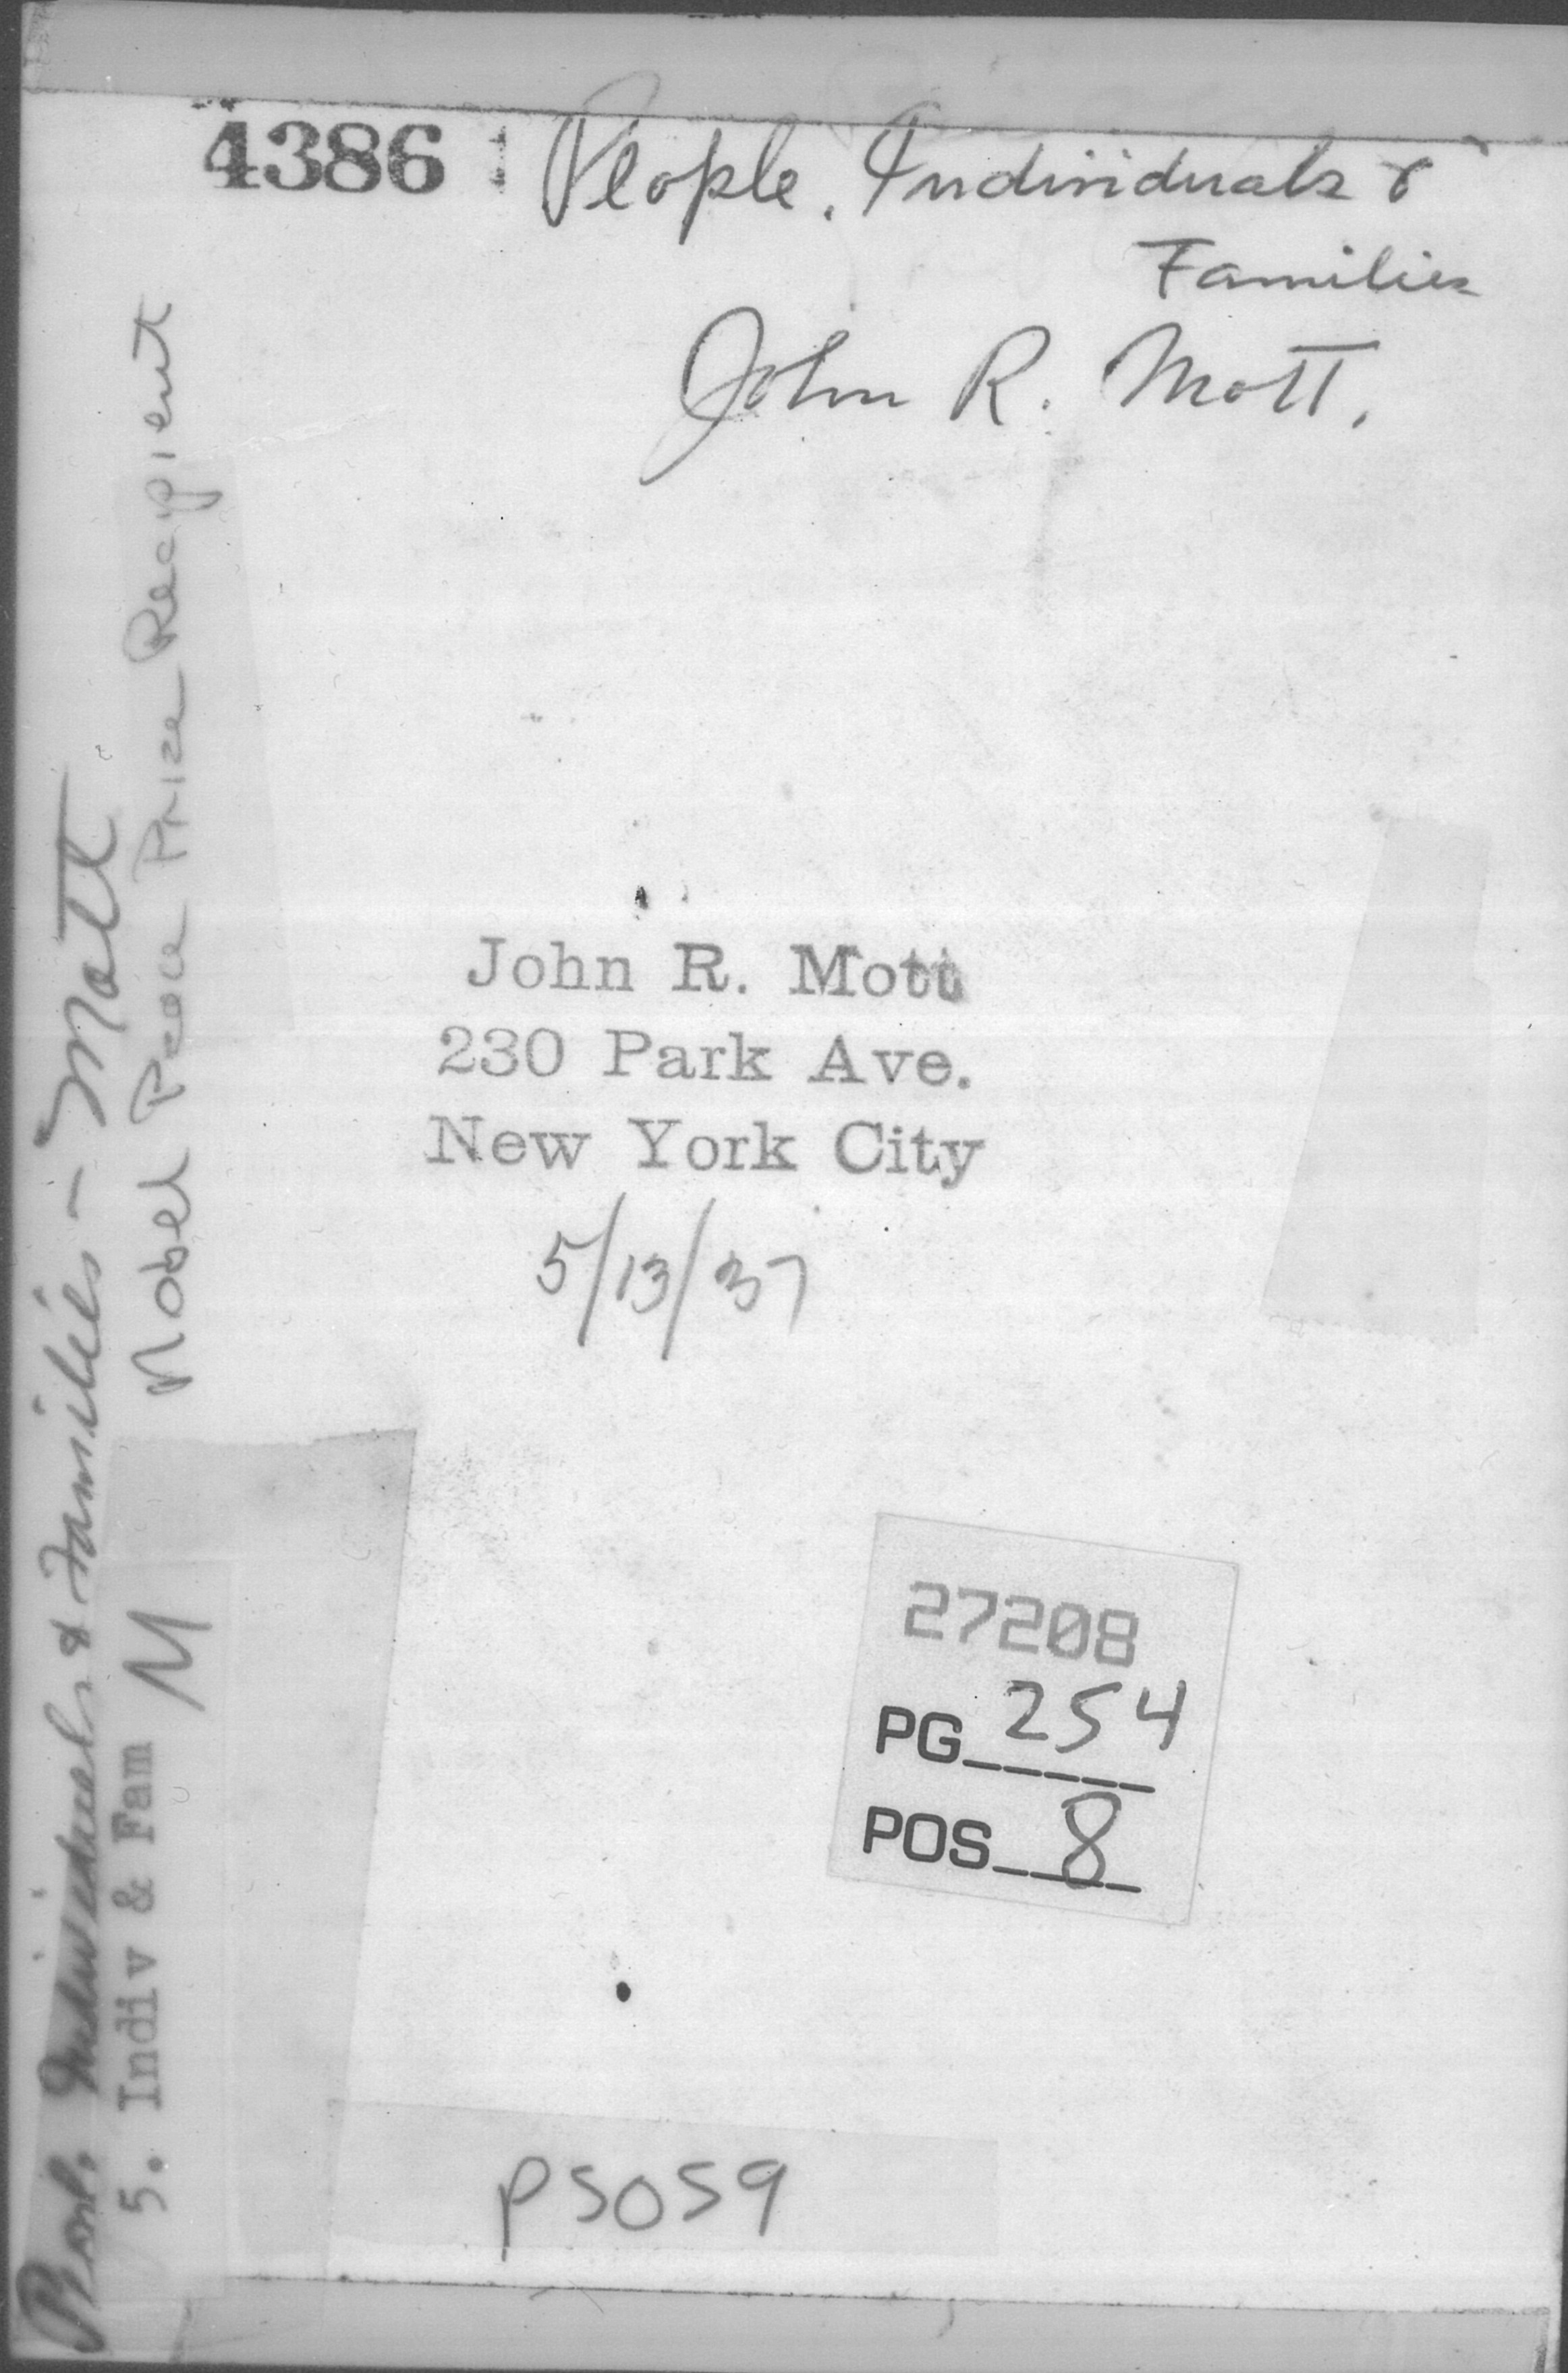 4386 People. Individuals &
Families
John R. Mott.
John R. Mott
230 Park Ave.
New York City
5/13/37
27208
PG 254
POS 8
P5059
Peop. Individuals & Families - Mott
Nobel Peace Prize Recipient
5. Indiv & Fam M